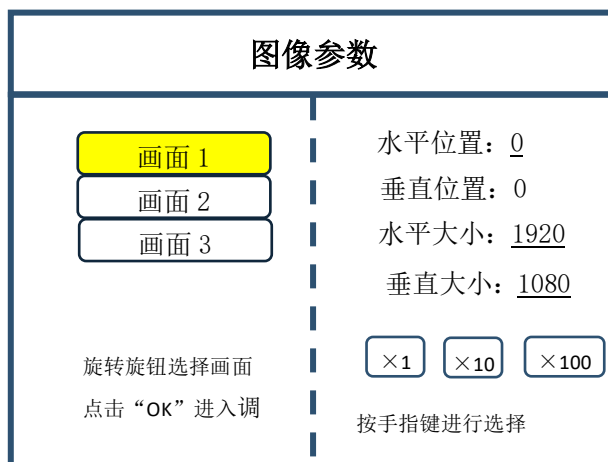 图像参数
画面 1
画面 2
画面 3
旋转旋钮选择画面
点击“OK”进入调
水平位置：0
垂直位置：0
水平大小：1920
垂直大小：1080
×1 ×10 ×100
按手指键进行选择